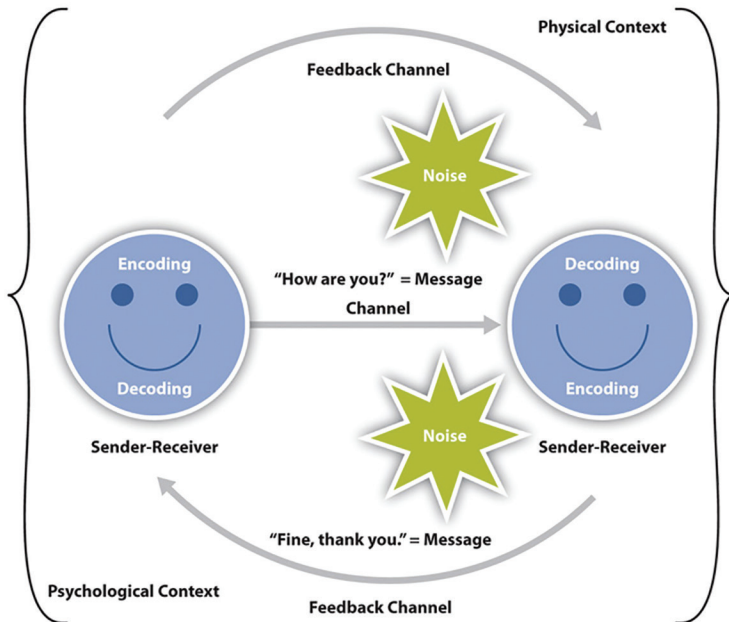 Physical Context
Feedback Channel
Noise
Encoding
Decoding
“How are you?” = Message
Channel
Decoding
Encoding
Noise
Sender-Receiver
Sender-Receiver
“Fine, thank you.” = Message
Psychological Context
Feedback Channel